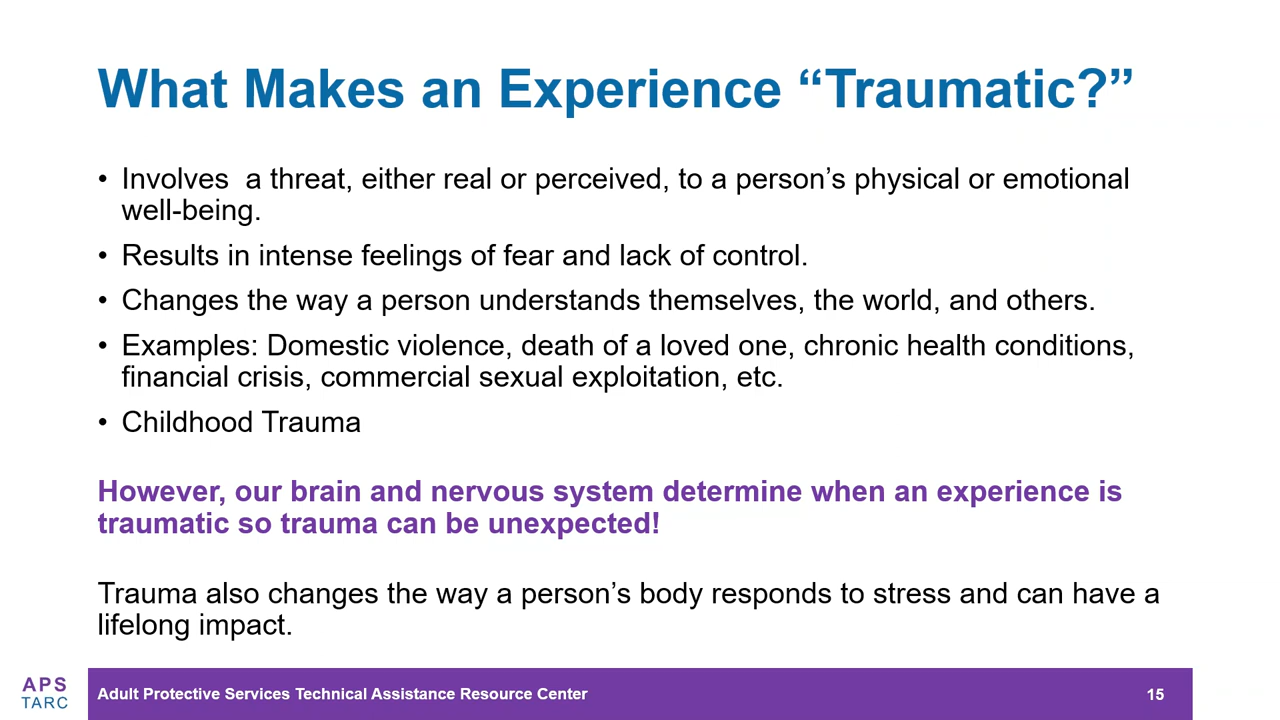 What Makes an Experience “Traumatic?”
• Involves  a threat, either real or perceived, to a person’s physical or emotional
well-being.
• Results in intense feelings of fear and lack of control.
• Changes the way a person understands themselves, the world, and others.
• Examples: Domestic violence, death of a loved one, chronic health conditions,
financial crisis, commercial sexual exploitation, etc.
• Childhood Trauma
However, our brain and nervous system determine when an experience is
traumatic so trauma can be unexpected!
Trauma also changes the way a person’s body responds to stress and can have a
lifelong impact.
APS
TARC
Adult Protective Services Technical Assistance Resource Center
15